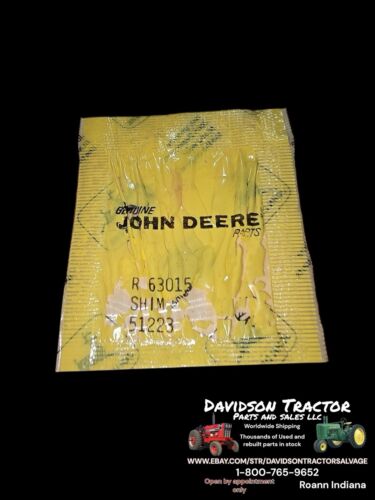 GENUINE
JOHN DEERE
PARTS
R 63015
SHIM
51223
DAVIDSON TRACTOR
PARTS AND SALES LLC
Worldwide Shipping
Thousands of Used and
rebuilt parts in stock
WWW.EBAY.COM/STR/DAVIDSONTRACTORSALVAGE
1-800-765-9652
Open by appointment
only
Roann Indiana